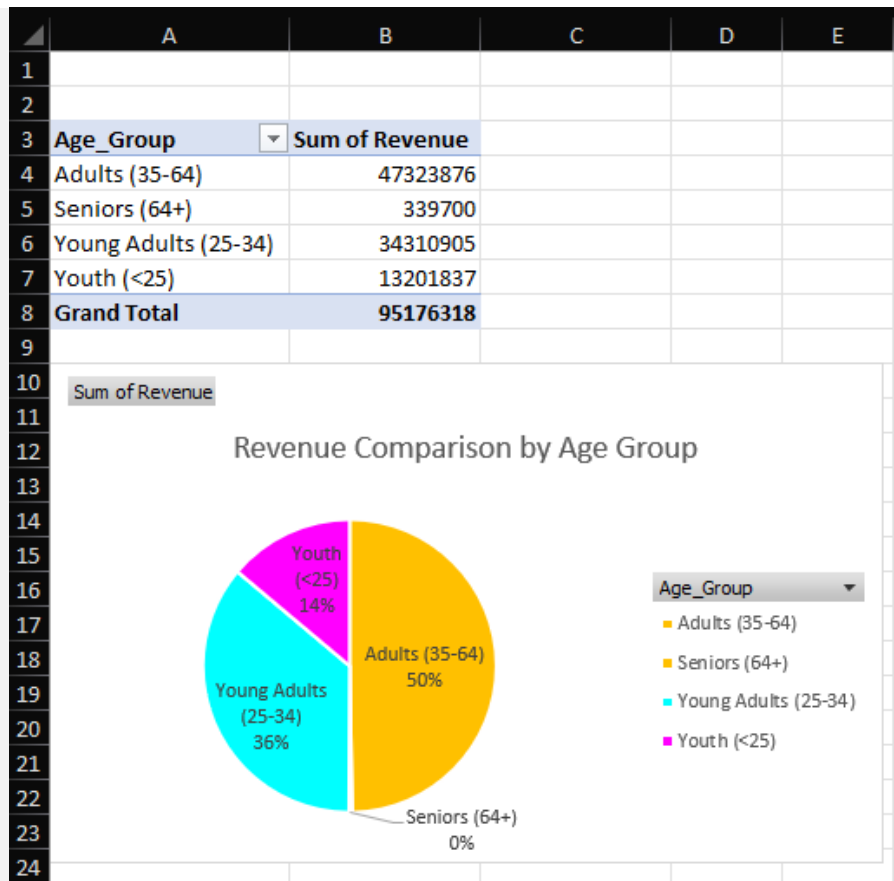 A B C D E
1
2
3 Age_Group Sum of Revenue
4 Adults (35-64) 47323876
5 Seniors (64+) 339700
6 Young Adults (25-34) 34310905
7 Youth (<25) 13201837
8 Grand Total 95176318
9
10
11
12
13
14
15
16
17
18
19
20
21
22
23
24
Sum of Revenue
Revenue Comparison by Age Group
Youth
(<25)
14%
Adults (35-64)
50%
Young Adults
(25-34)
36%
Seniors (64+)
0%
Age_Group
Adults (35-64)
Seniors (64+)
Young Adults (25-34)
Youth (<25)